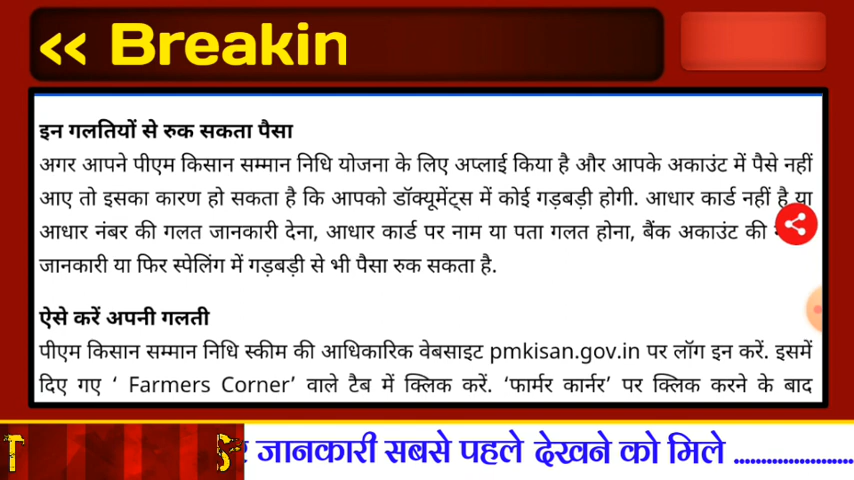 << Breakin
इन गलतियों से रुक सकता पैसा
अगर आपने पीएम किसान सम्मान निधि योजना के लिए अप्लाई किया है और आपके अकाउंट में पैसे नहीं
आए तो इसका कारण हो सकता है कि आपको डॉक्यूमेंट्स में कोई गड़बड़ी होगी. आधार कार्ड नहीं है या
आधार नंबर की गलत जानकारी देना, आधार कार्ड पर नाम या पता गलत होना, बैंक अकाउंट की
जानकारी या फिर स्पेलिंग में गड़बड़ी से भी पैसा रुक सकता है.
ऐसे करें अपनी गलती
पीएम किसान सम्मान निधि स्कीम की आधिकारिक वेबसाइट pmkisan.gov.in पर लॉग इन करें. इसमें
दिए गए ‘ Farmers Corner’ वाले टैब में क्लिक करें. ‘फार्मर कार्नर’ पर क्लिक करने के बाद
T S जानकारी सबसे पहले देखने को मिले ....................